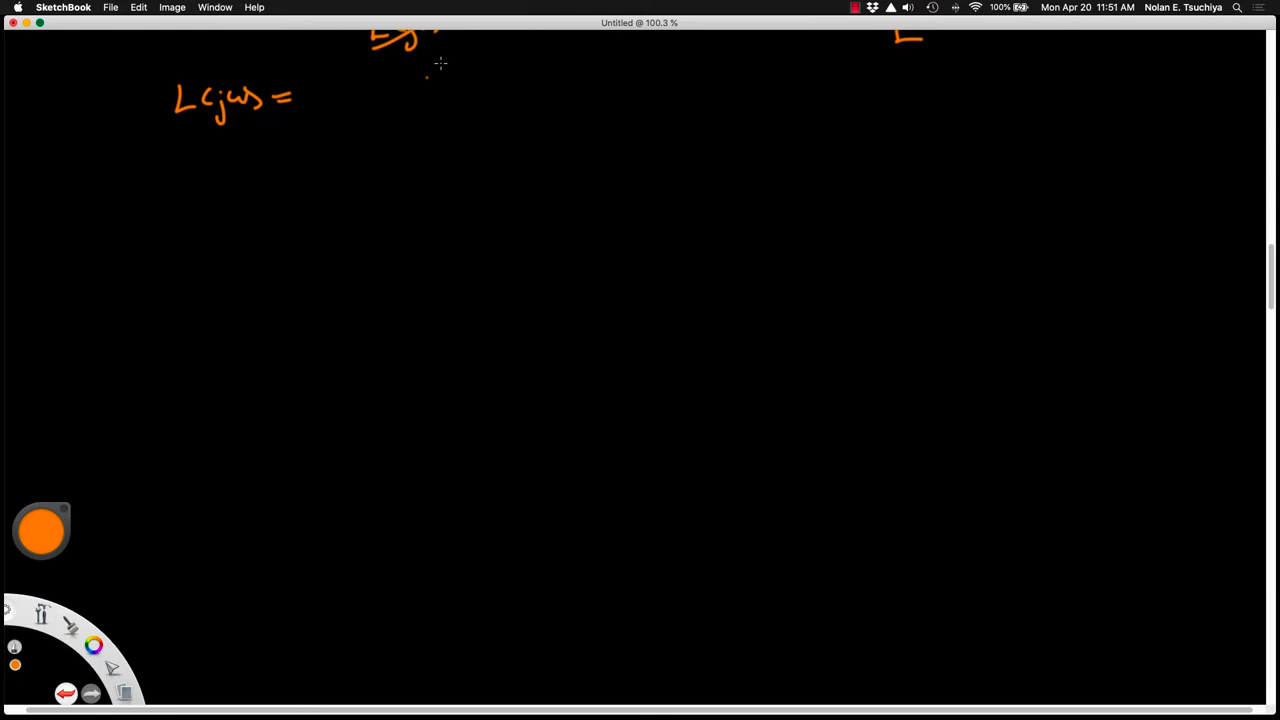 SketchBook File Edit Image Window Help 100% Mon Apr 20 11:51 AM Nolan E. Tsuchiya
Untitled @ 100.3 %
L(jω) =